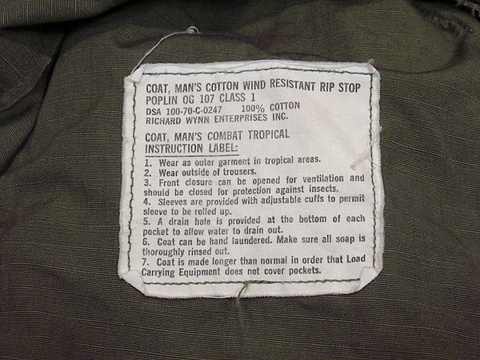 COAT, MAN'S COTTON WIND RESISTANT RIP STOP
POPLIN OG 107 CLASS 1
DSA 100-70-C-0247 100% COTTON
RICHARD WYNN ENTERPRISES INC.
COAT, MAN'S COMBAT TROPICAL
INSTRUCTION LABEL:
1. Wear as outer garment in tropical areas.
2. Wear outside of trousers.
3. Front closure can be opened for ventilation and
should be closed for protection against insects.
4. Sleeves are provided with adjustable cuffs to permit
sleeve to be rolled up.
5. A drain hole is provided at the bottom of each
pocket to allow water to drain out.
6. Coat can be hand laundered. Make sure all soap is
thoroughly rinsed out.
7. Coat is made longer than normal in order that Load
Carrying Equipment does not cover pockets.